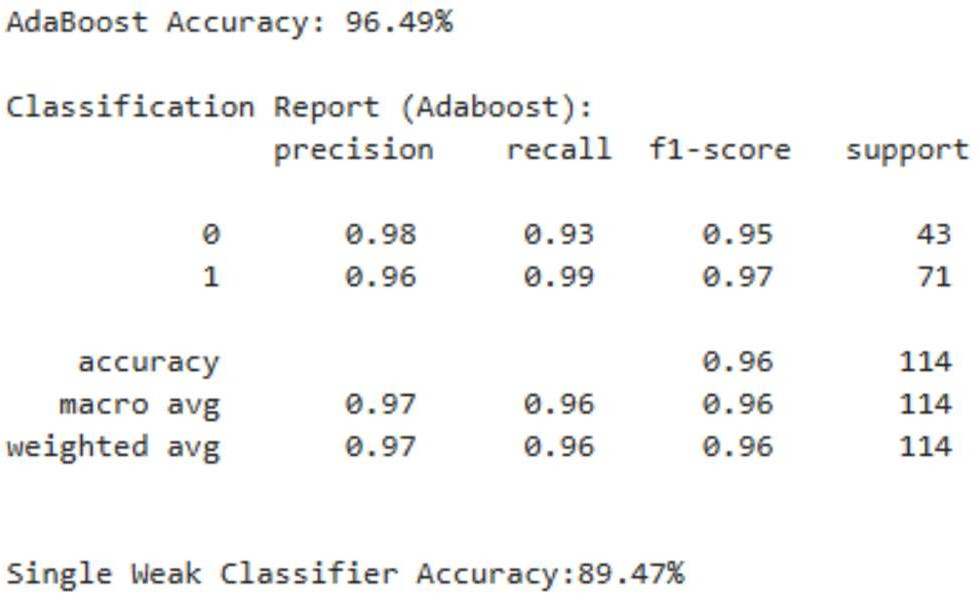 AdaBoost Accuracy: 96.49%
Classification Report (Adaboost):
precision recall f1-score support
0 0.98 0.93 0.95 43
1 0.96 0.99 0.97 71
accuracy 0.96 114
macro avg 0.97 0.96 0.96 114
weighted avg 0.97 0.96 0.96 114
Single Weak Classifier Accuracy:89.47%